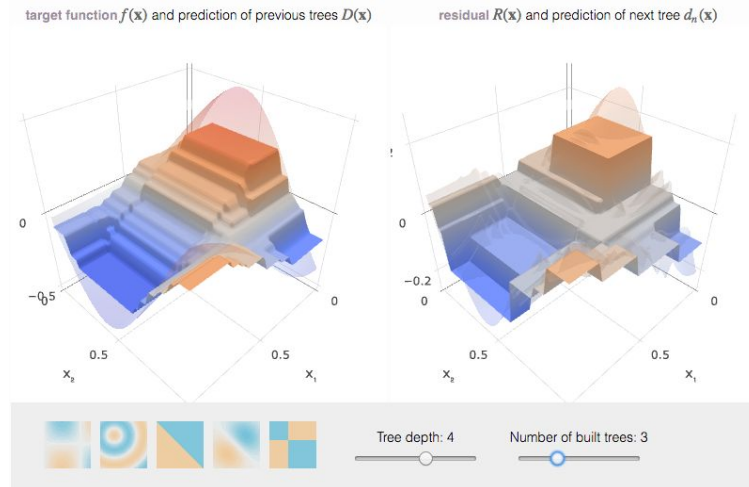 target function f(x) and prediction of previous trees D(x)
residual R(x) and prediction of next tree dₙ(x)
0
−0.5
0.5
x₂
0.5
x₁
0
0
−0.2
0
0.5
x₂
0.5
x₁
0
Tree depth: 4
Number of built trees: 3